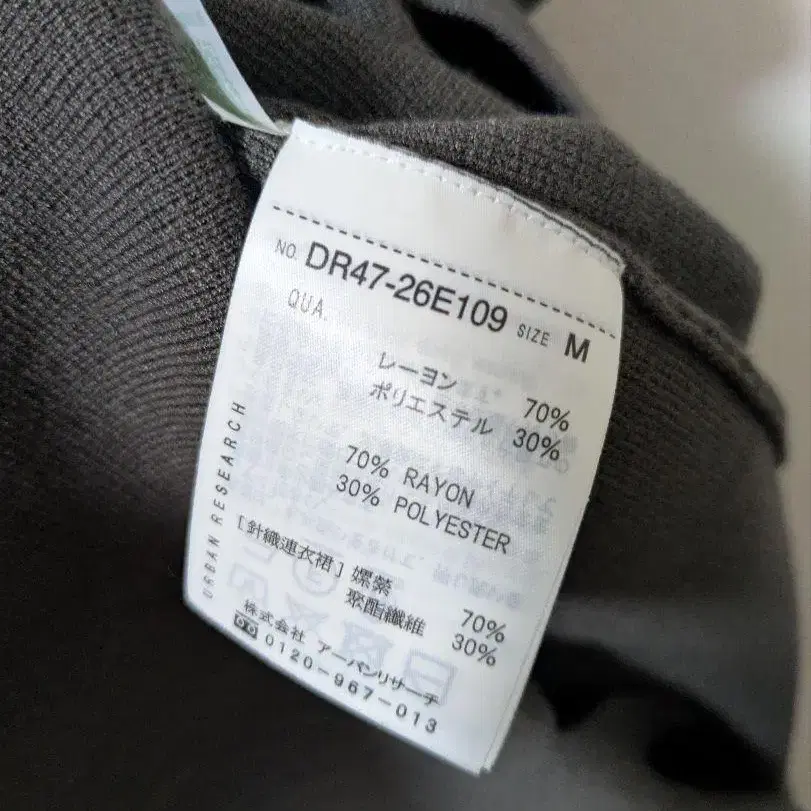 NO. DR47-26E109 SIZE M
QUA.
レーヨン 70%
ポリエステル 30%
70% RAYON
30% POLYESTER
[針織連衣裙] 嫘縈 70%
聚酯纖維 30%
株式会社 アーバンリサーチ
0120-967-013
URBAN RESEARCH